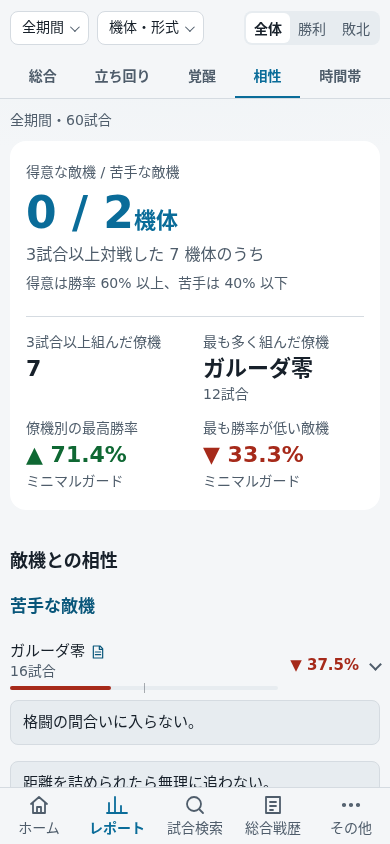 全期間
機体・形式
全体 勝利 敗北
総合 立ち回り 覚醒 相性 時間帯
全期間・60試合
得意な敵機 / 苦手な敵機
0 / 2機体
3試合以上対戦した 7 機体のうち
得意は勝率 60% 以上、苦手は 40% 以下
3試合以上組んだ僚機
7
最も多く組んだ僚機
ガルーダ零
12試合
僚機別の最高勝率
▲ 71.4%
ミニマルガード
最も勝率が低い敵機
▼ 33.3%
ミニマルガード
敵機との相性
苦手な敵機
ガルーダ零
16試合
▼ 37.5%
格闘の間合いに入らない。
距離を詰められたら無理に追わない。
ホーム レポート 試合検索 総合戦歴 その他